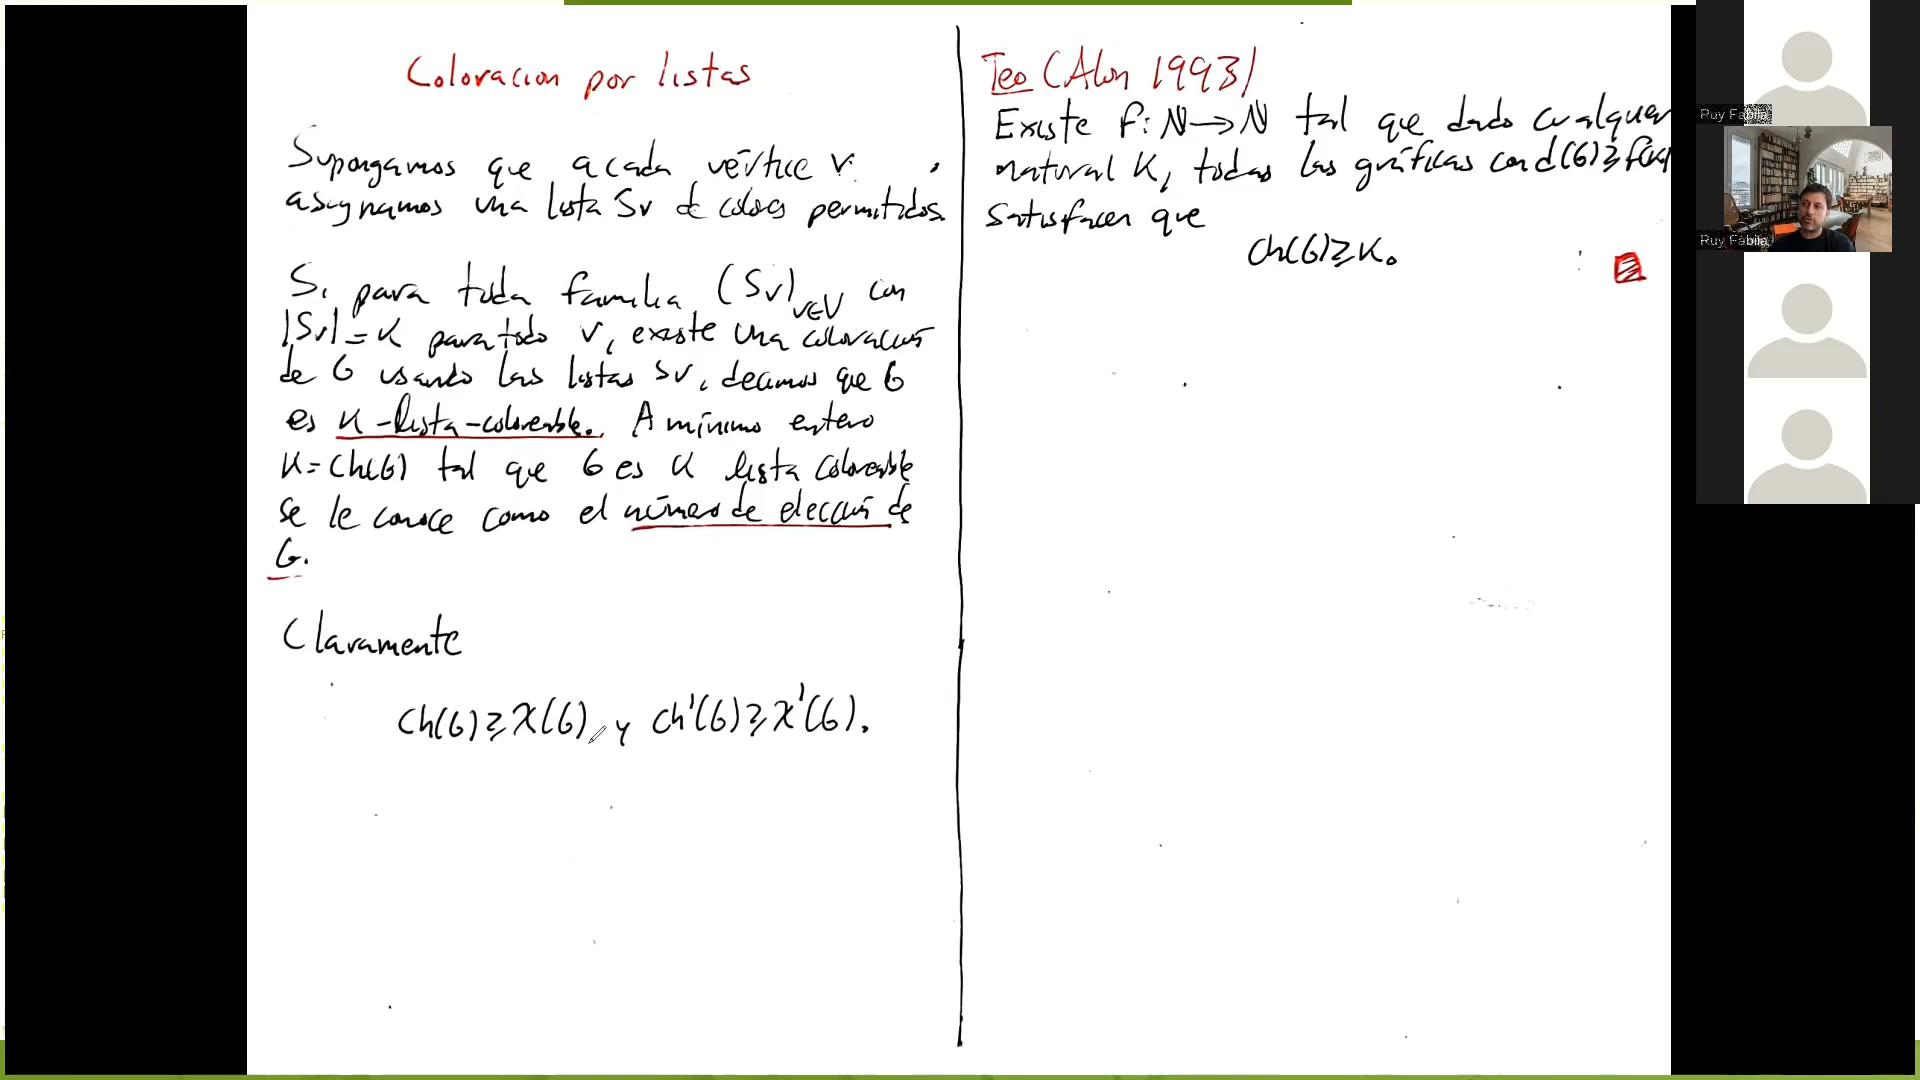 Coloracion por listas
Supongamos que a cada vértice v
asignamos una lista Sv de colores permitidos.
Si para toda familia (Sv)v∈V con
|Sv|=K para todo v, existe una coloración
de G usando las listas Sv, decimos que G
es K-lista-coloreable. A mínimo entero
K=Ch(G) tal que G es K lista coloreable
se le conoce como el número de elección de
G.
Claramente
Ch(G)≥χ(G), y ch'(G)≥χ'(G).
Teo (Alon 1993)
Existe f:ℕ→ℕ tal que dado cualquier
natural K, todas las gráficas con d(G)≥f(K)
satisfacen que
Ch(G)≥K.
Ruy Fabila
Ruy Fabila